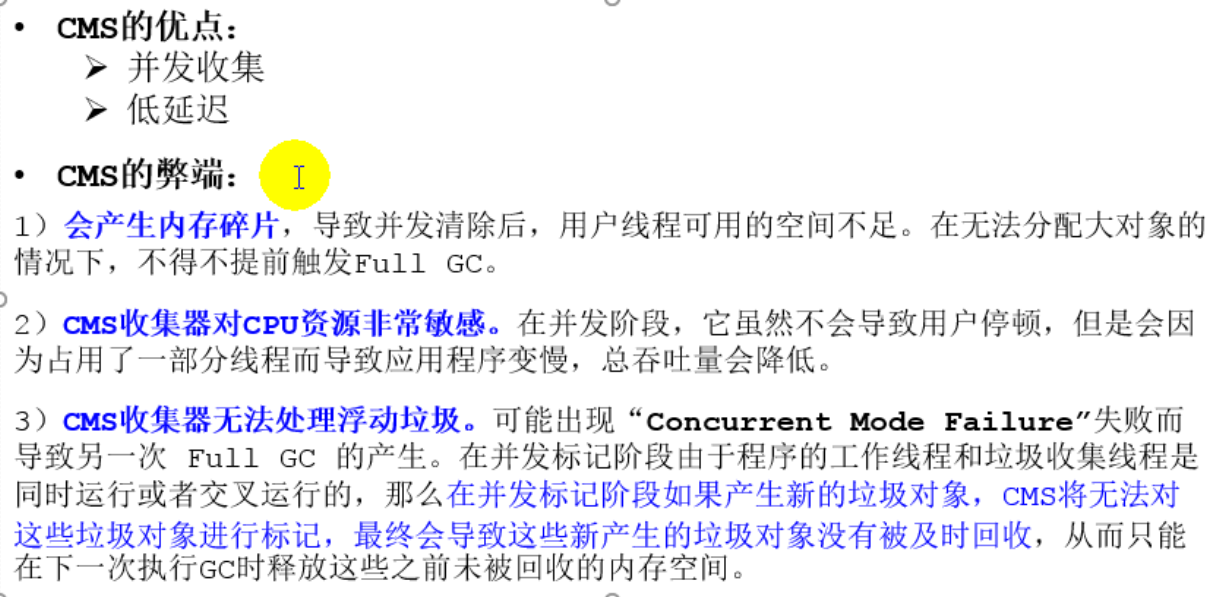 • CMS的优点：
➢ 并发收集
➢ 低延迟
• CMS的弊端：
1）会产生内存碎片，导致并发清除后，用户线程可用的空间不足。在无法分配大对象的
情况下，不得不提前触发Full GC。
2）CMS收集器对CPU资源非常敏感。在并发阶段，它虽然不会导致用户停顿，但是会因
为占用了一部分线程而导致应用程序变慢，总吞吐量会降低。
3）CMS收集器无法处理浮动垃圾。可能出现“Concurrent Mode Failure”失败而
导致另一次 Full GC 的产生。在并发标记阶段由于程序的工作线程和垃圾收集线程是
同时运行或者交叉运行的，那么在并发标记阶段如果产生新的垃圾对象，CMS将无法对
这些垃圾对象进行标记，最终会导致这些新产生的垃圾对象没有被及时回收，从而只能
在下一次执行GC时释放这些之前未被回收的内存空间。